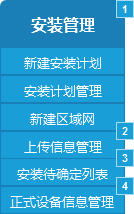 1
安装管理
新建安装计划
安装计划管理
新建区域网
2
上传信息管理
3
安装待确定列表
4
正式设备信息管理